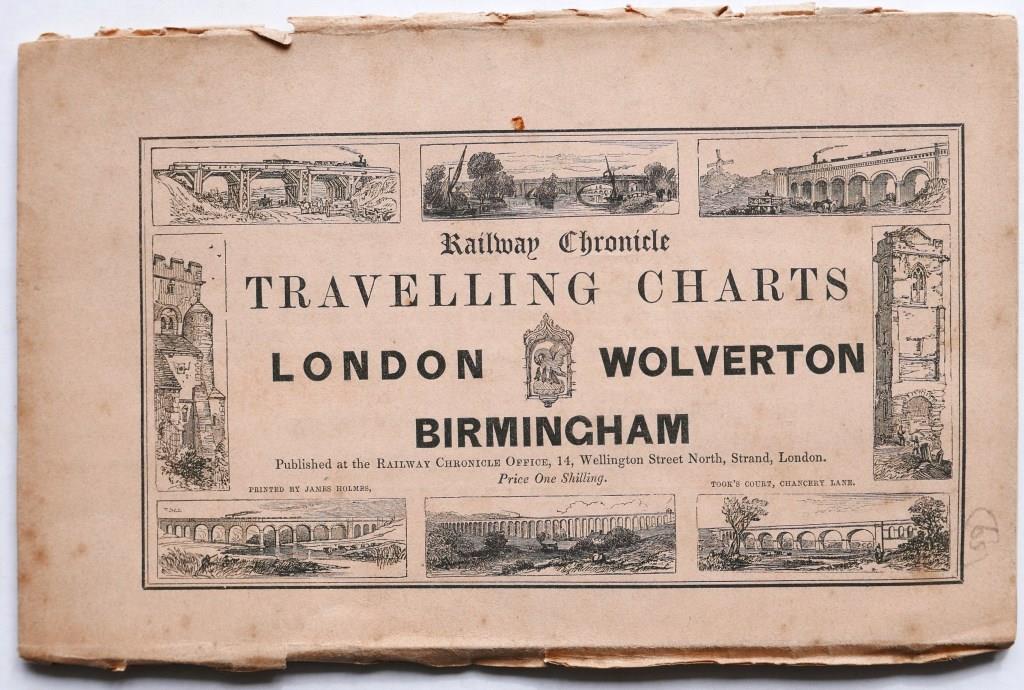 Railway Chronicle
TRAVELLING CHARTS
LONDON WOLVERTON
BIRMINGHAM
Published at the RAILWAY CHRONICLE OFFICE, 14, Wellington Street North, Strand, London.
Price One Shilling.
PRINTED BY JAMES HOLMES, TOOK'S COURT, CHANCERY LANE.